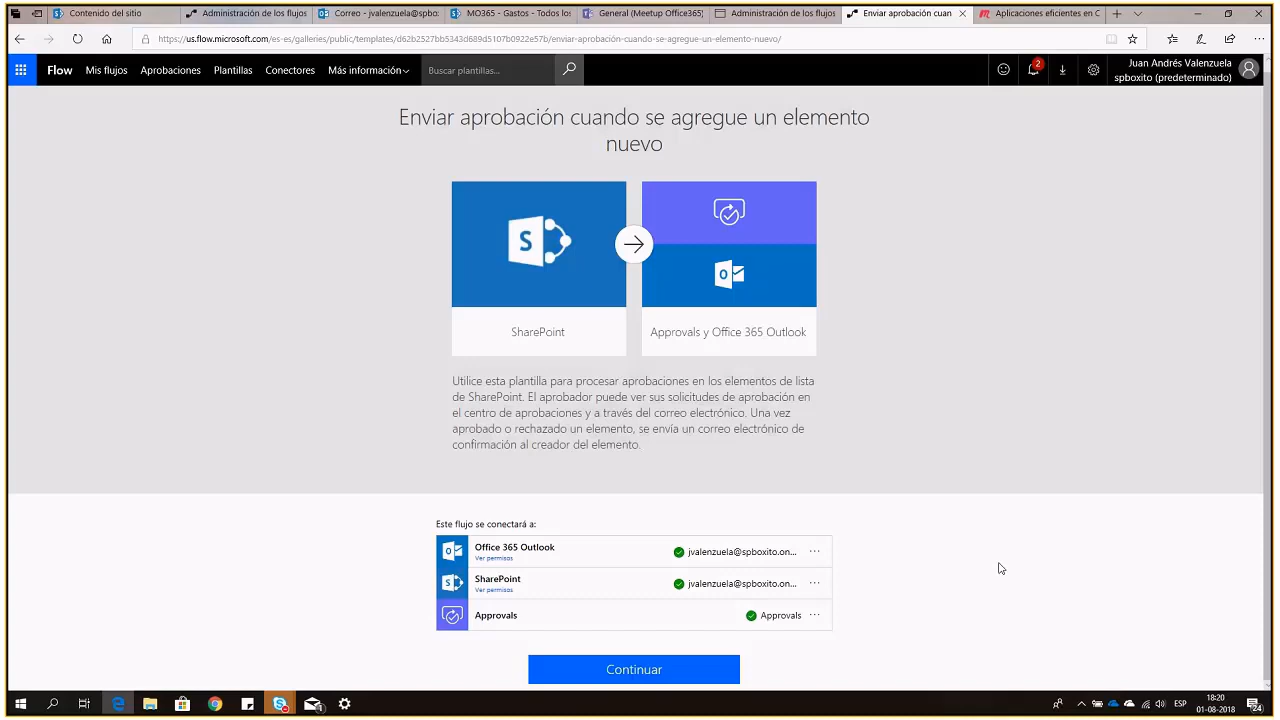 Contenido del sitio
Administración de los flujos
Correo - jvalenzuela@spbo:
MO365 - Gastos - Todos los
General (Meetup Office365)
Administración de los flujos
Enviar aprobación cuan
Aplicaciones eficientes en C
https://us.flow.microsoft.com/es-es/galleries/public/templates/d62b2527bb5343d689d5107b0922e57b/enviar-aprobación-cuando-se-agregue-un-elemento-nuevo/
Flow
Mis flujos
Aprobaciones
Plantillas
Conectores
Más información
Buscar plantillas...
2
Juan Andrés Valenzuela
spboxito (predeterminado)
Enviar aprobación cuando se agregue un elemento
nuevo
S
O
SharePoint
Approvals y Office 365 Outlook
Utilice esta plantilla para procesar aprobaciones en los elementos de lista
de SharePoint. El aprobador puede ver sus solicitudes de aprobación en
el centro de aprobaciones y a través del correo electrónico. Una vez
aprobado o rechazado un elemento, se envía un correo electrónico de
confirmación al creador del elemento.
Este flujo se conectará a:
Office 365 Outlook
Ver permisos
jvalenzuela@spboxito.on... ...
SharePoint
Ver permisos
jvalenzuela@spboxito.on... ...
Approvals
Approvals ...
Continuar
ESP
18:20
01-08-2018
24